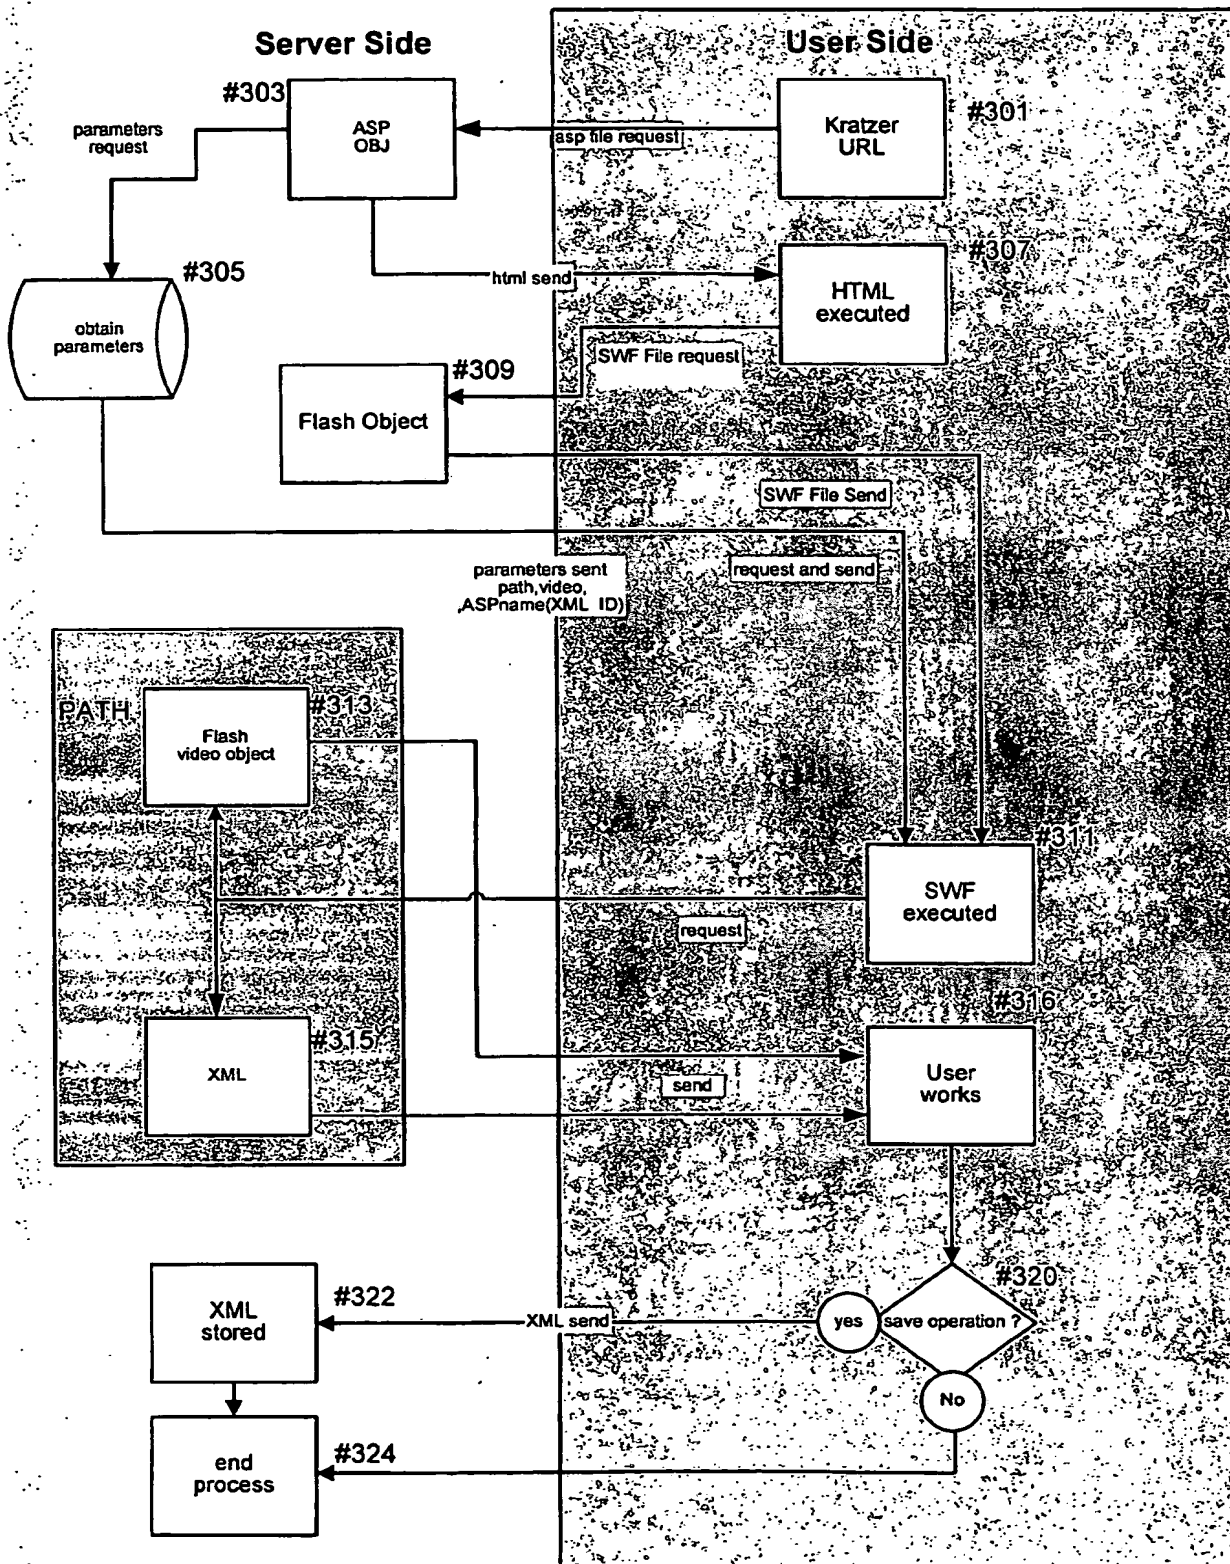 Server Side
User Side
#303
ASP
OBJ
parameters
request
asp file request
Kratzer
URL
#301
#305
obtain
parameters
html send
#307
HTML
executed
SWF File request
#309
Flash Object
SWF File Send
parameters sent
path,video,
,ASPname(XML_ID)
request and send
PATH
#313
Flash
video object
#311
SWF
executed
request
#315
XML
#316
User
works
send
#320
save operation ?
yes
No
XML send
#322
XML
stored
#324
end
process